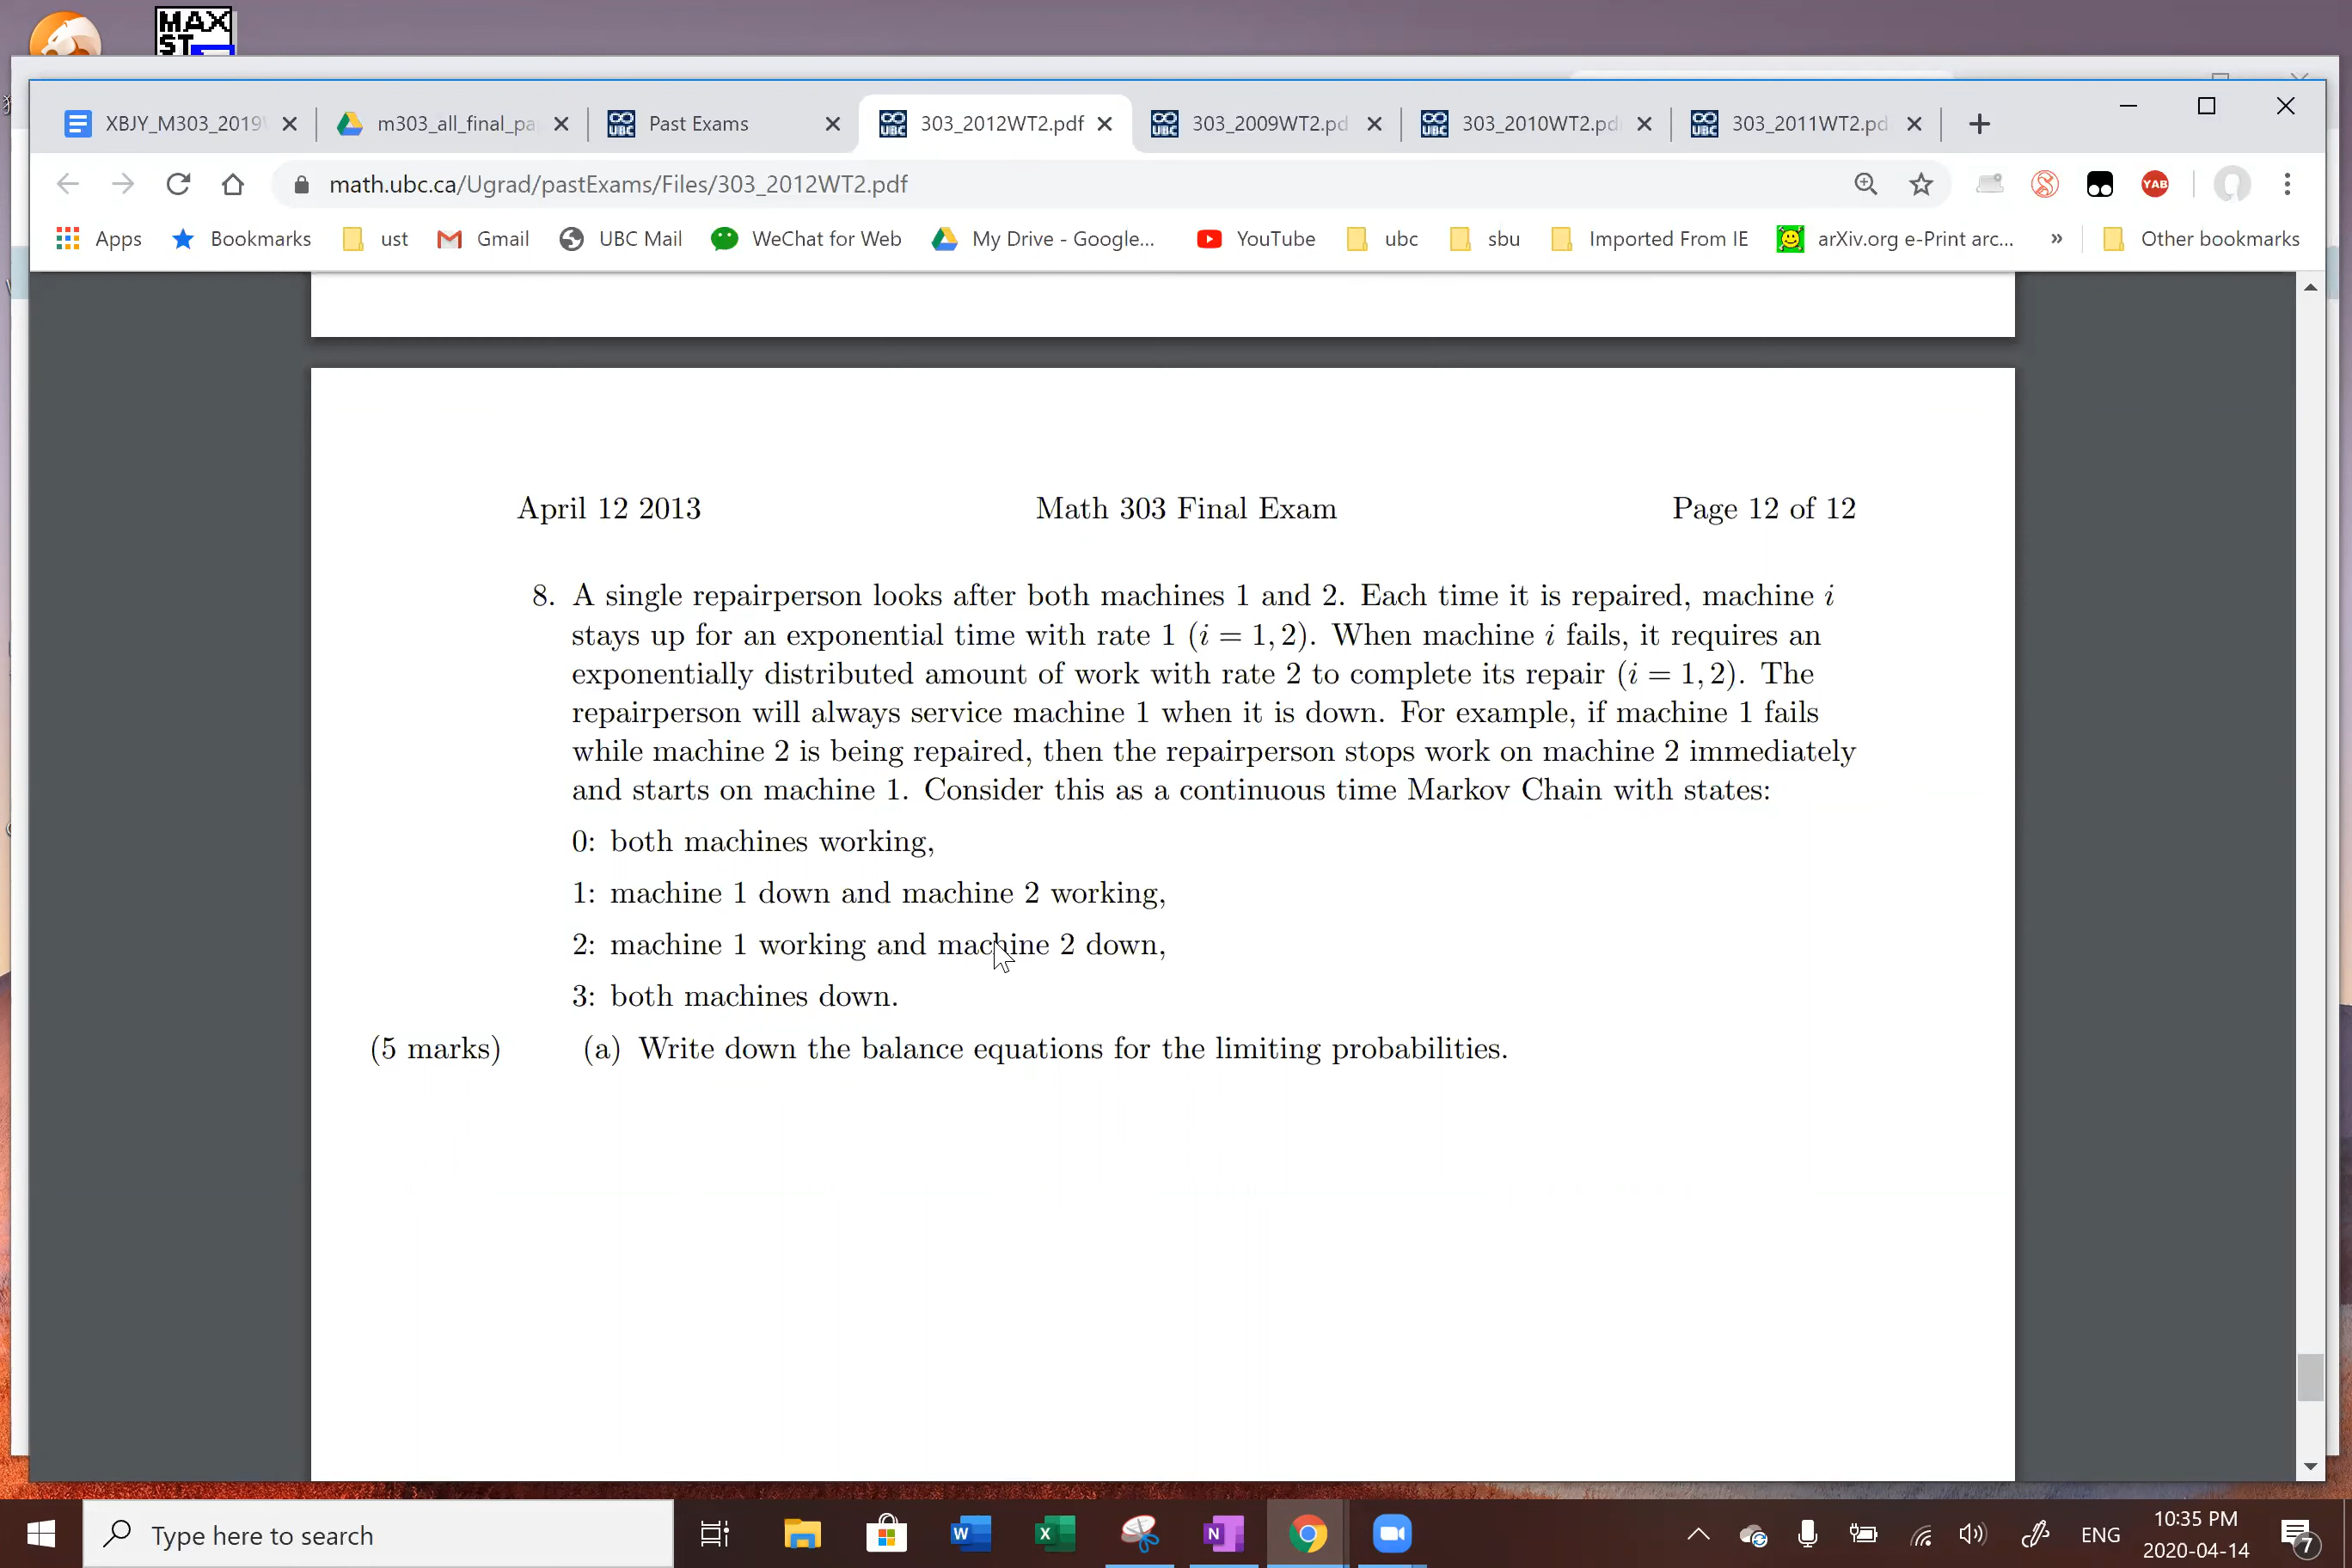 MAX
ST
XBJY_M303_2019
m303_all_final_pa
Past Exams
303_2012WT2.pdf
303_2009WT2.pd
303_2010WT2.pd
303_2011WT2.pd
math.ubc.ca/Ugrad/pastExams/Files/303_2012WT2.pdf
YAB
Apps
Bookmarks
ust
Gmail
UBC Mail
WeChat for Web
My Drive - Google...
YouTube
ubc
sbu
Imported From IE
arXiv.org e-Print arc...
»
Other bookmarks
April 12 2013 Math 303 Final Exam Page 12 of 12
8. A single repairperson looks after both machines 1 and 2. Each time it is repaired, machine i
stays up for an exponential time with rate 1 (i = 1, 2). When machine i fails, it requires an
exponentially distributed amount of work with rate 2 to complete its repair (i = 1, 2). The
repairperson will always service machine 1 when it is down. For example, if machine 1 fails
while machine 2 is being repaired, then the repairperson stops work on machine 2 immediately
and starts on machine 1. Consider this as a continuous time Markov Chain with states:
0: both machines working,
1: machine 1 down and machine 2 working,
2: machine 1 working and machine 2 down,
3: both machines down.
(5 marks) (a) Write down the balance equations for the limiting probabilities.
Type here to search
ENG
10:35 PM
2020-04-14
7